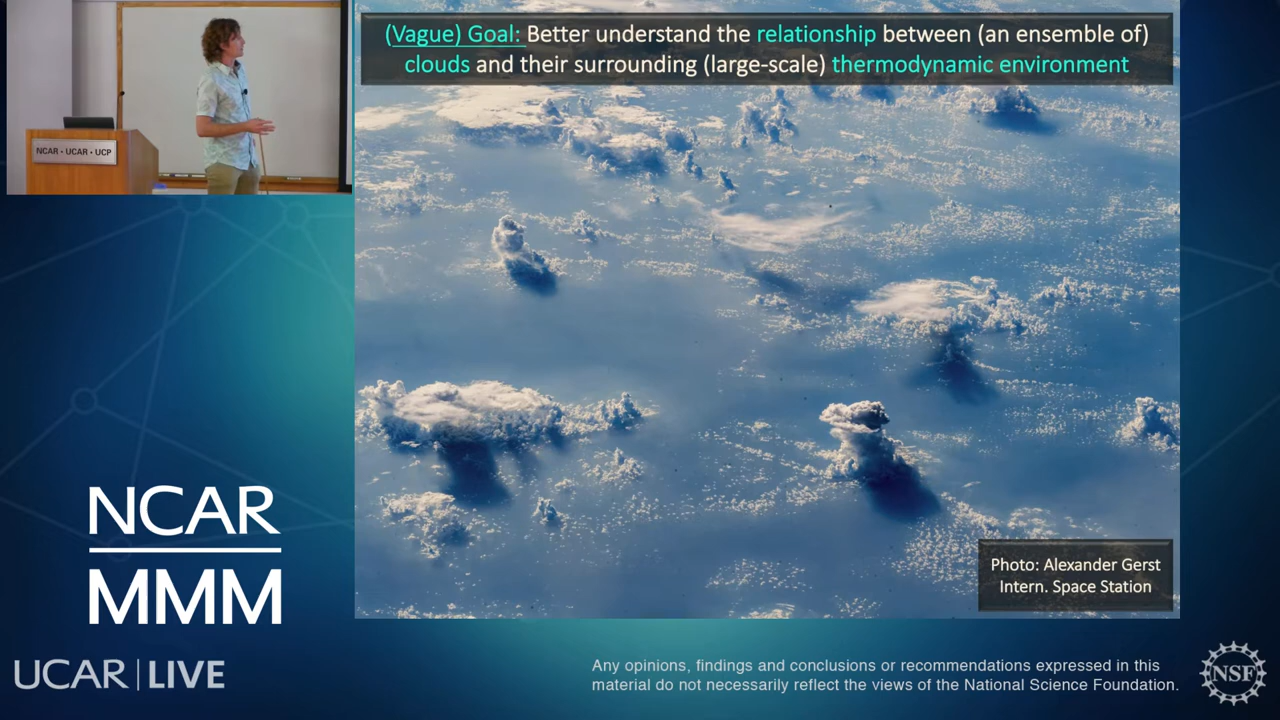 (Vague) Goal: Better understand the relationship between (an ensemble of)
clouds and their surrounding (large-scale) thermodynamic environment
NCAR • UCAR • UCP
Photo: Alexander Gerst
Intern. Space Station
NCAR
MMM
UCAR | LIVE
Any opinions, findings and conclusions or recommendations expressed in this
material do not necessarily reflect the views of the National Science Foundation.
NSF